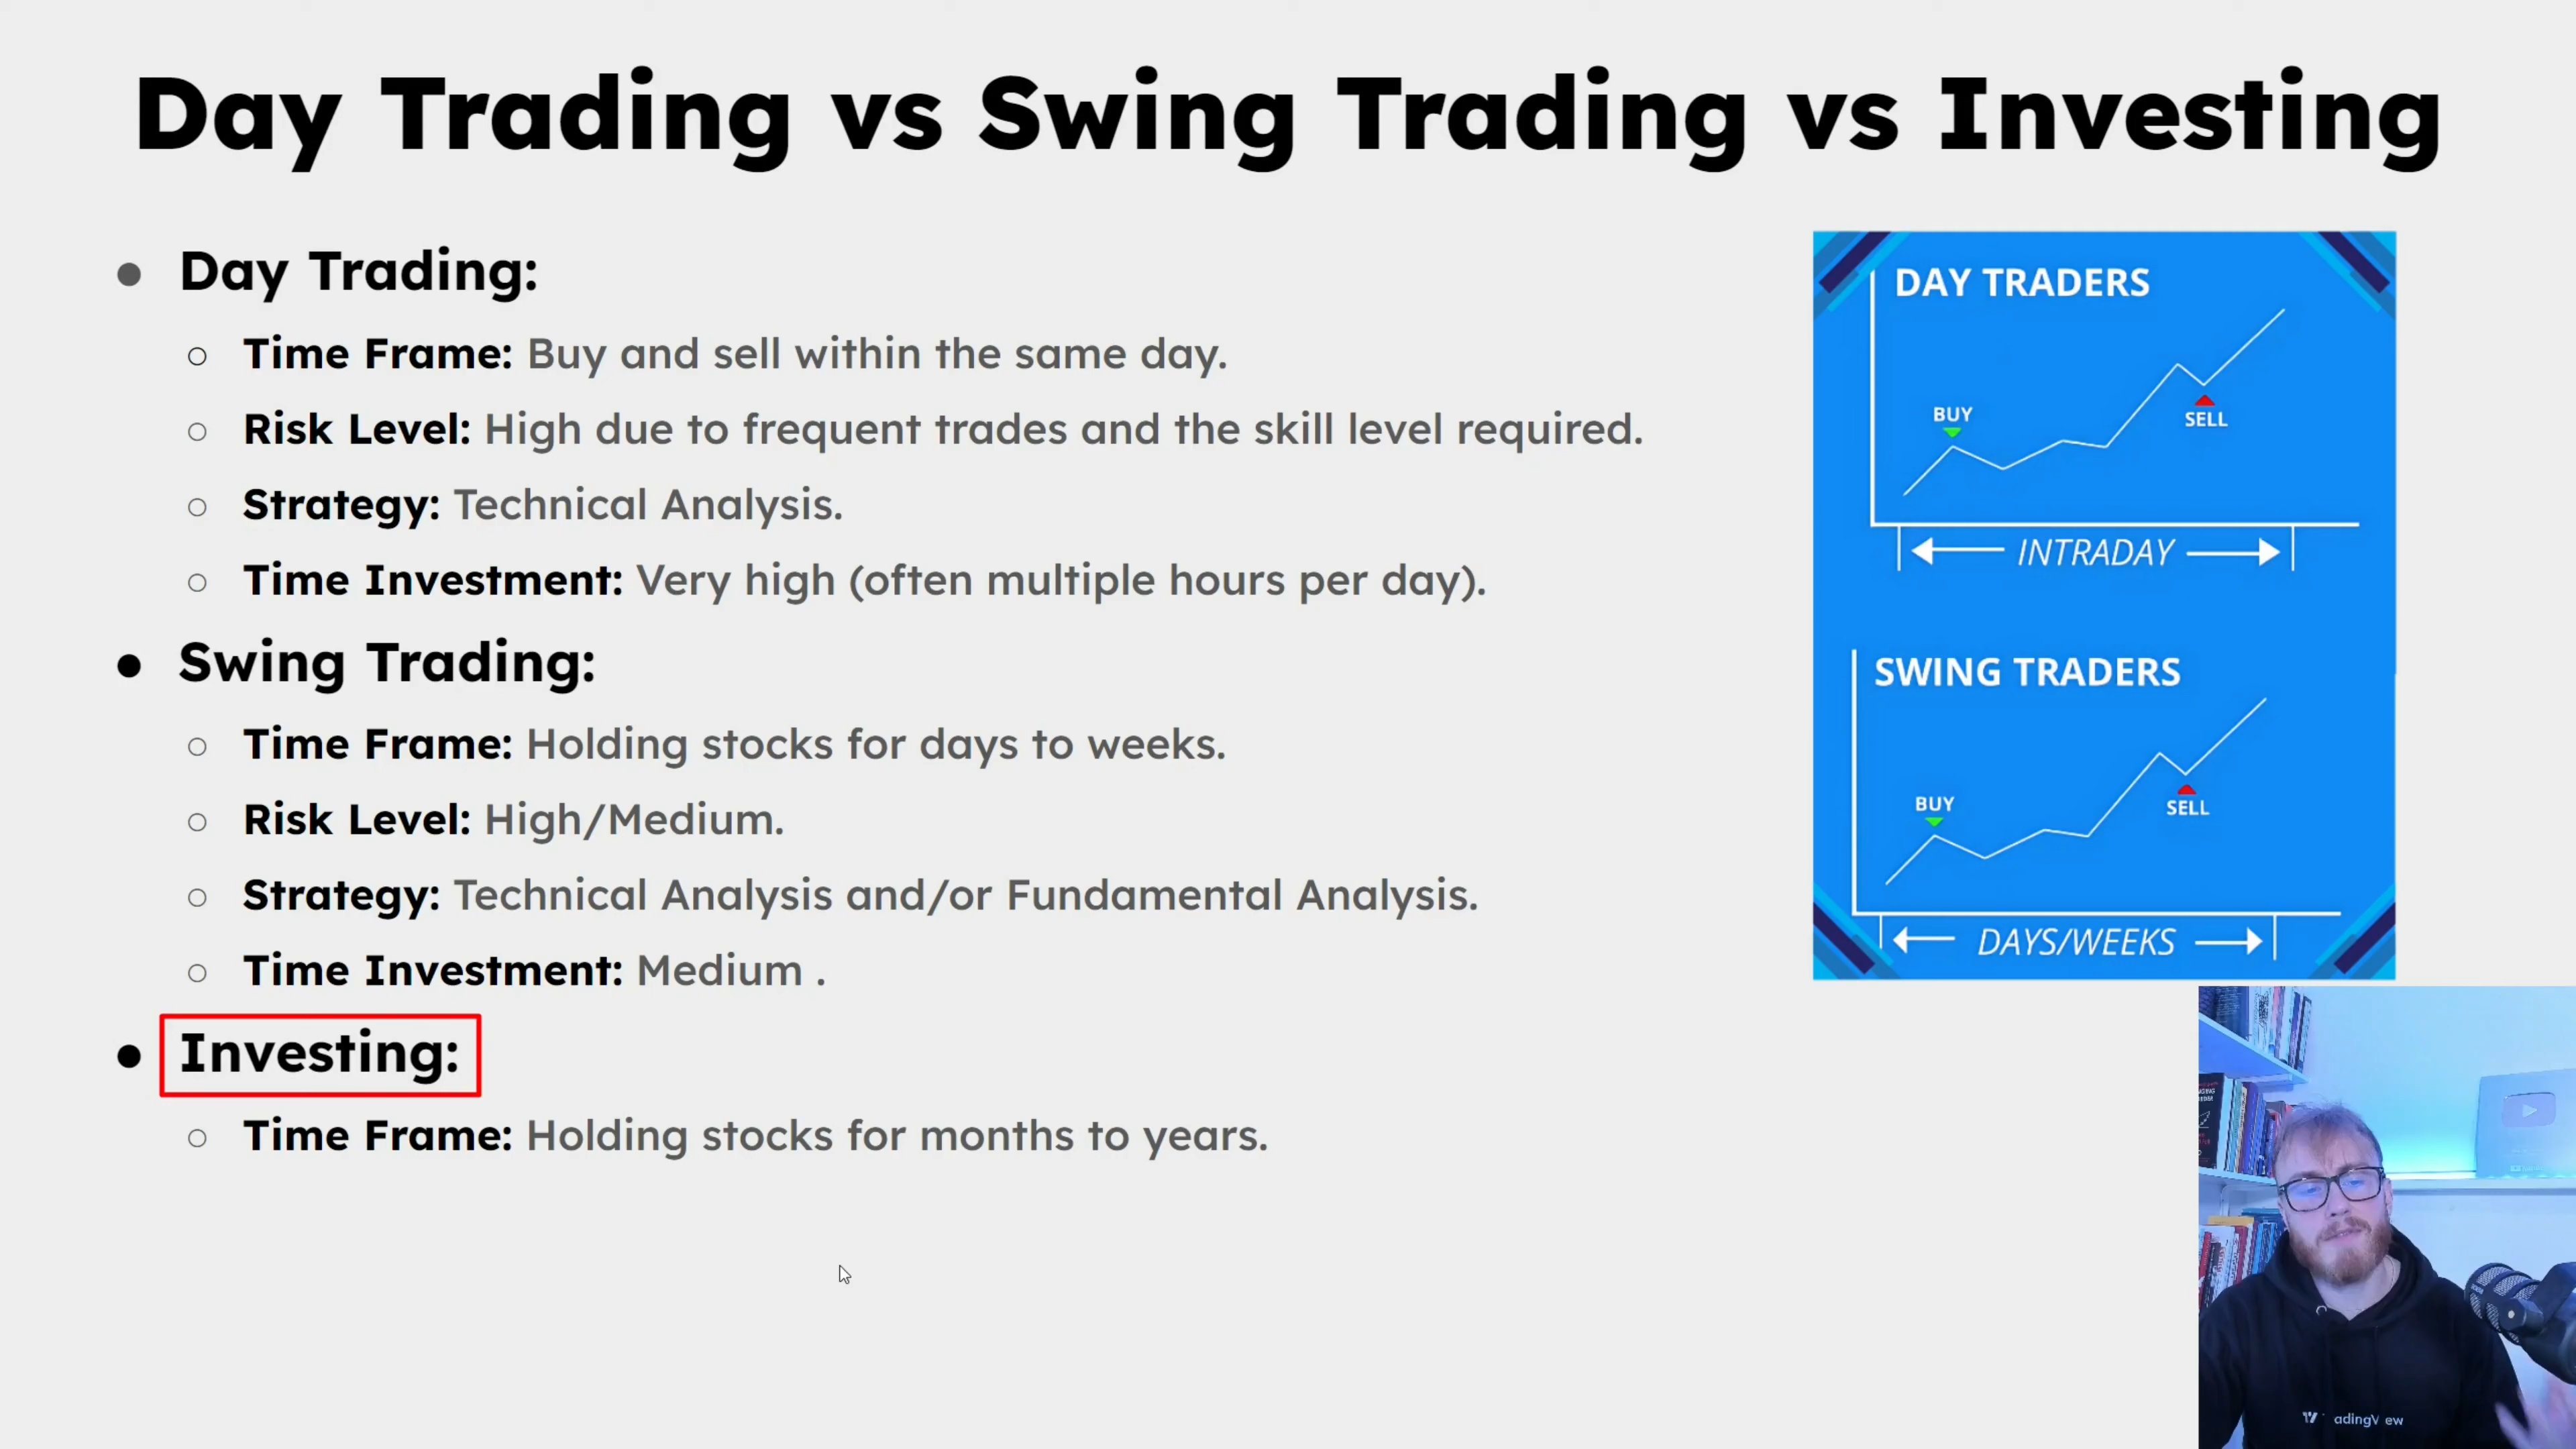 Day Trading vs Swing Trading vs Investing
Day Trading:
Time Frame: Buy and sell within the same day.
Risk Level: High due to frequent trades and the skill level required.
Strategy: Technical Analysis.
Time Investment: Very high (often multiple hours per day).
Swing Trading:
Time Frame: Holding stocks for days to weeks.
Risk Level: High/Medium.
Strategy: Technical Analysis and/or Fundamental Analysis.
Time Investment: Medium .
Investing:
Time Frame: Holding stocks for months to years.
DAY TRADERS
BUY
SELL
INTRADAY
SWING TRADERS
BUY
SELL
DAYS/WEEKS